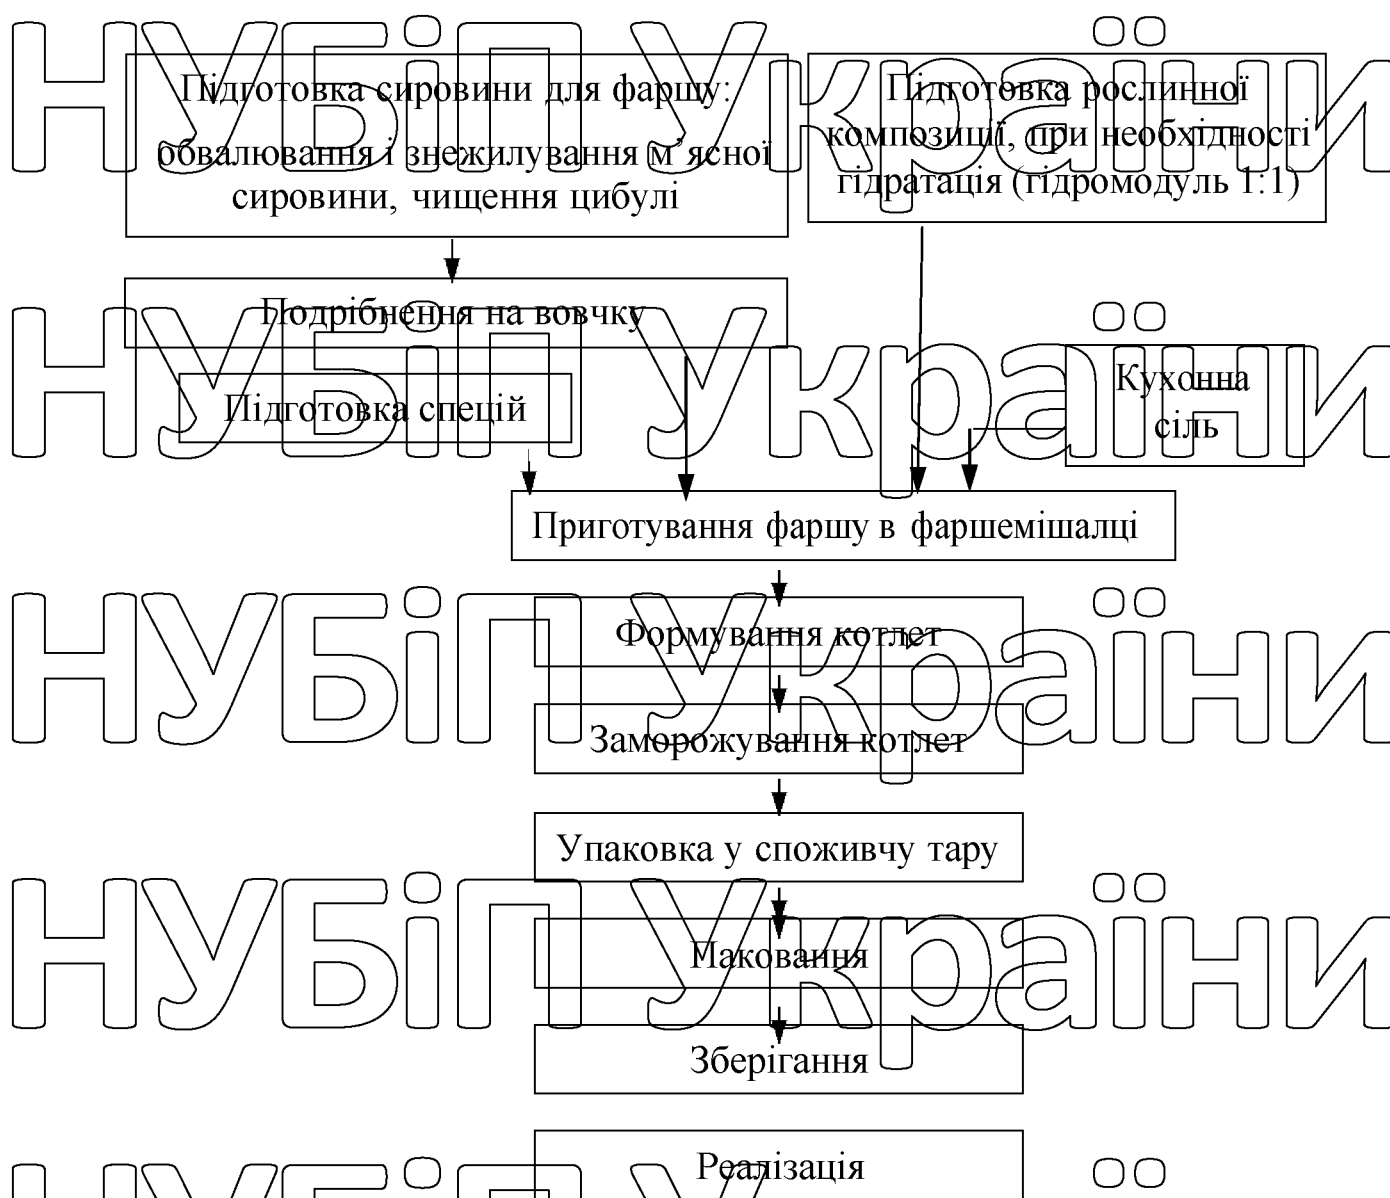 НУБіП України
Підготовка сировини для фаршу:
обвалювання і знежилування м'ясної
сировини, чищення цибулі
Підготовка рослинної
композиції, при необхідності
гідратація (гідромодуль 1:1)
НУБіП України
Подрібнення на вовчку
Підготовка спецій
Кухонна
сіль
Приготування фаршу в фаршемішалці
НУБіП України
Формування котлет
Заморожування котлет
Упаковка у споживчу тару
НУБіП України
Маковання
Зберігання
НУБіП України
Реалізація